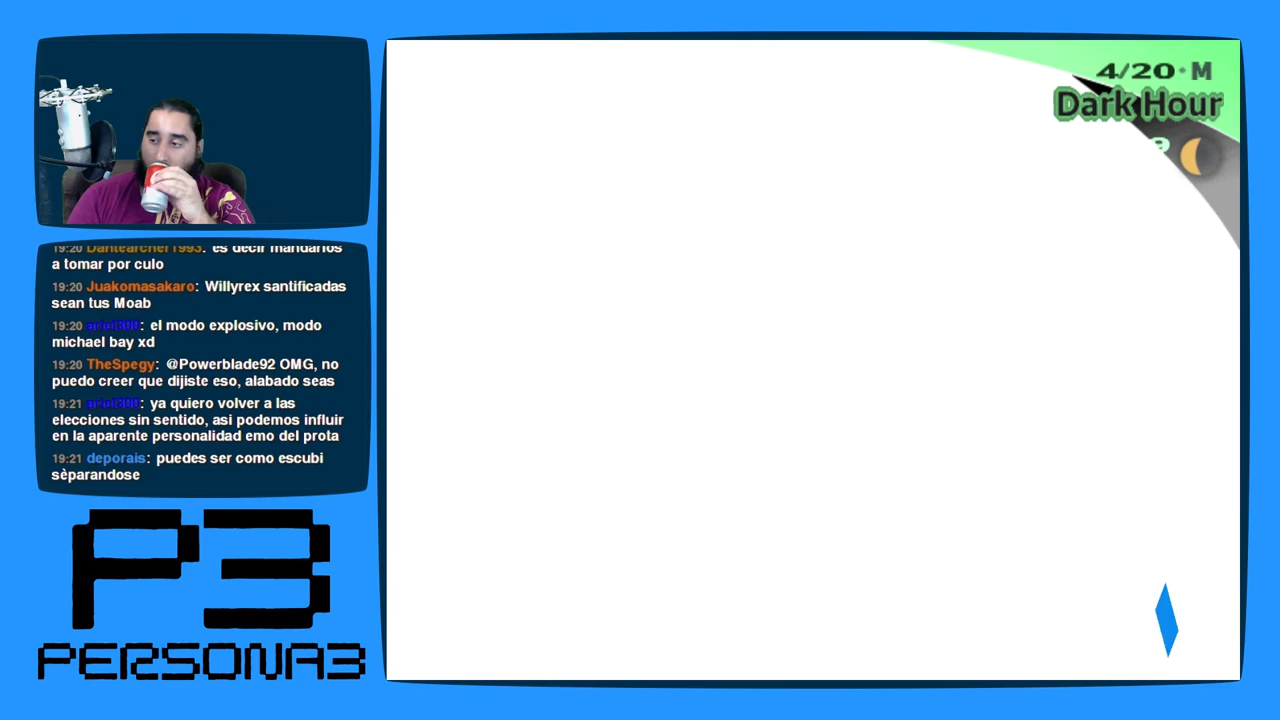 4/20・M
Dark Hour
19:20 Dantearcher1993: es decir mandarlos
a tomar por culo
19:20 Juakomasakaro: Willyrex santificadas
sean tus Moab
19:20 : el modo explosivo, modo
michael bay xd
19:20 TheSpegy: @Powerblade92 OMG, no
puedo creer que dijiste eso, alabado seas
19:21 : ya quiero volver a las
elecciones sin sentido, asi podemos influir
en la aparente personalidad emo del prota
19:21 deporais: puedes ser como escubi
sèparandose
P3
PERSONA3